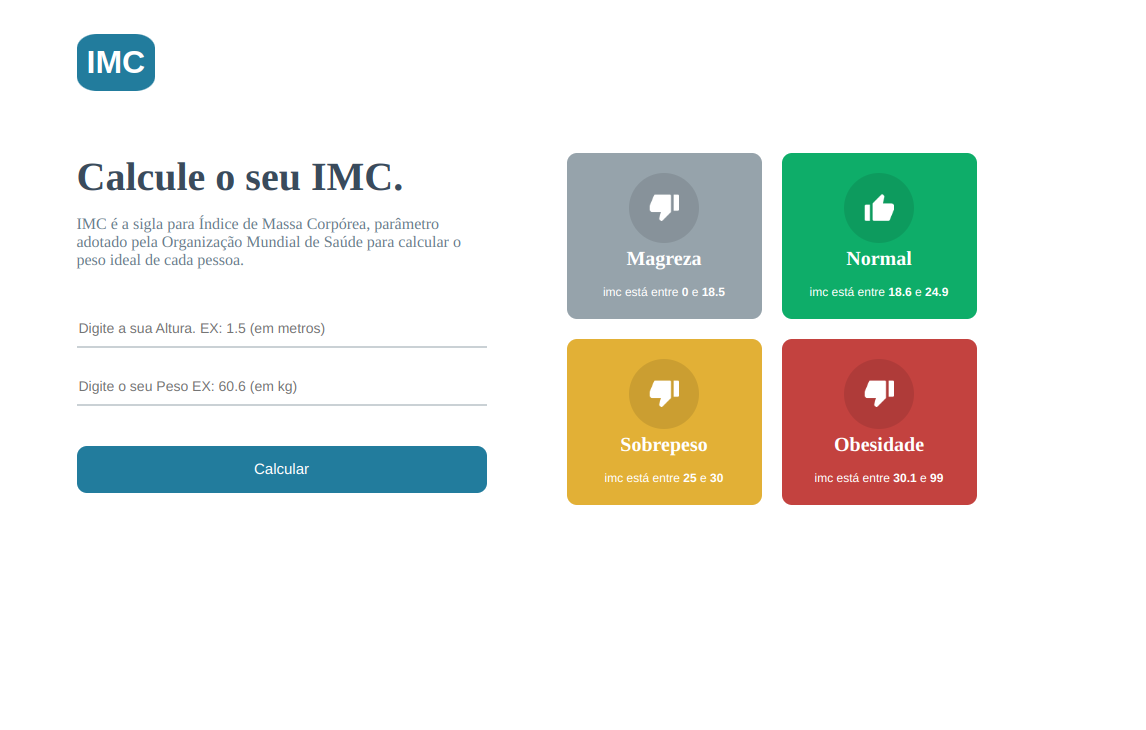 IMC
Calcule o seu IMC.
IMC é a sigla para Índice de Massa Corpórea, parâmetro
adotado pela Organização Mundial de Saúde para calcular o
peso ideal de cada pessoa.
Digite a sua Altura. EX: 1.5 (em metros)
Digite o seu Peso EX: 60.6 (em kg)
Calcular
Magreza
imc está entre 0 e 18.5
Normal
imc está entre 18.6 e 24.9
Sobrepeso
imc está entre 25 e 30
Obesidade
imc está entre 30.1 e 99